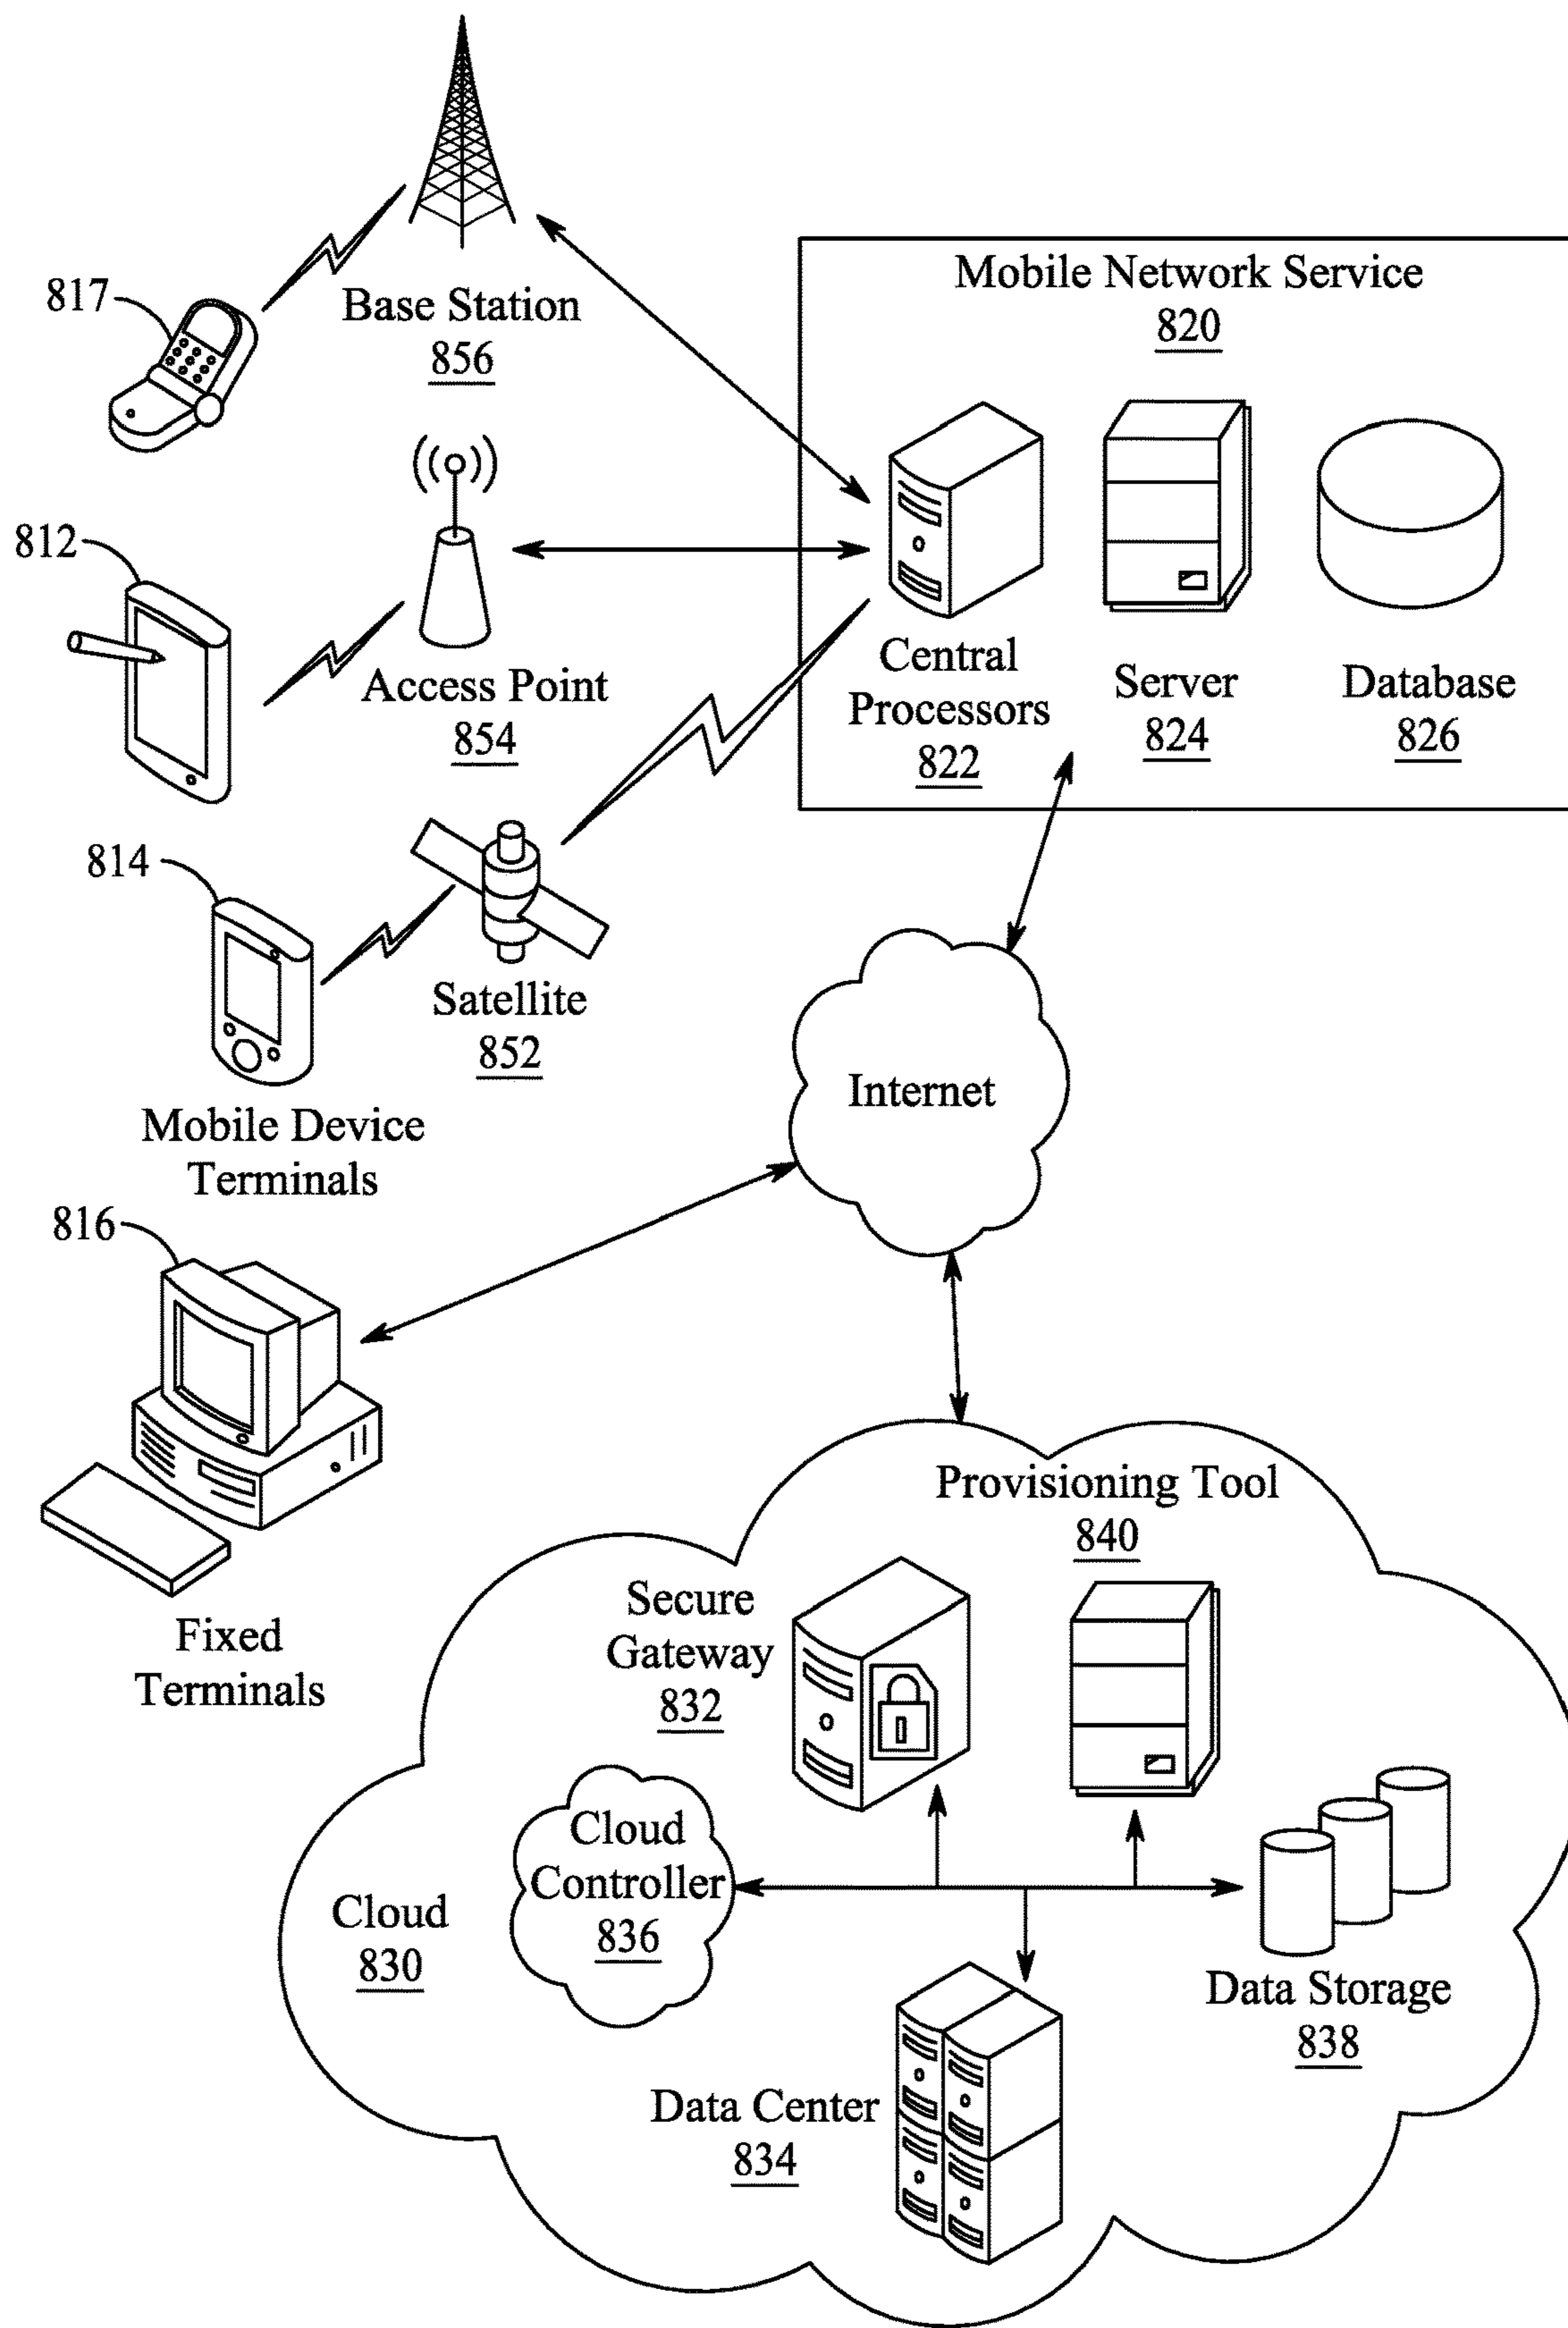 817
Base Station
856
Mobile Network Service
820
812
Access Point
854
Central
Processors
822
Server
824
Database
826
814
Satellite
852
Mobile Device
Terminals
Internet
816
Fixed
Terminals
Provisioning Tool
840
Secure
Gateway
832
Cloud
Controller
836
Cloud
830
Data Storage
838
Data Center
834